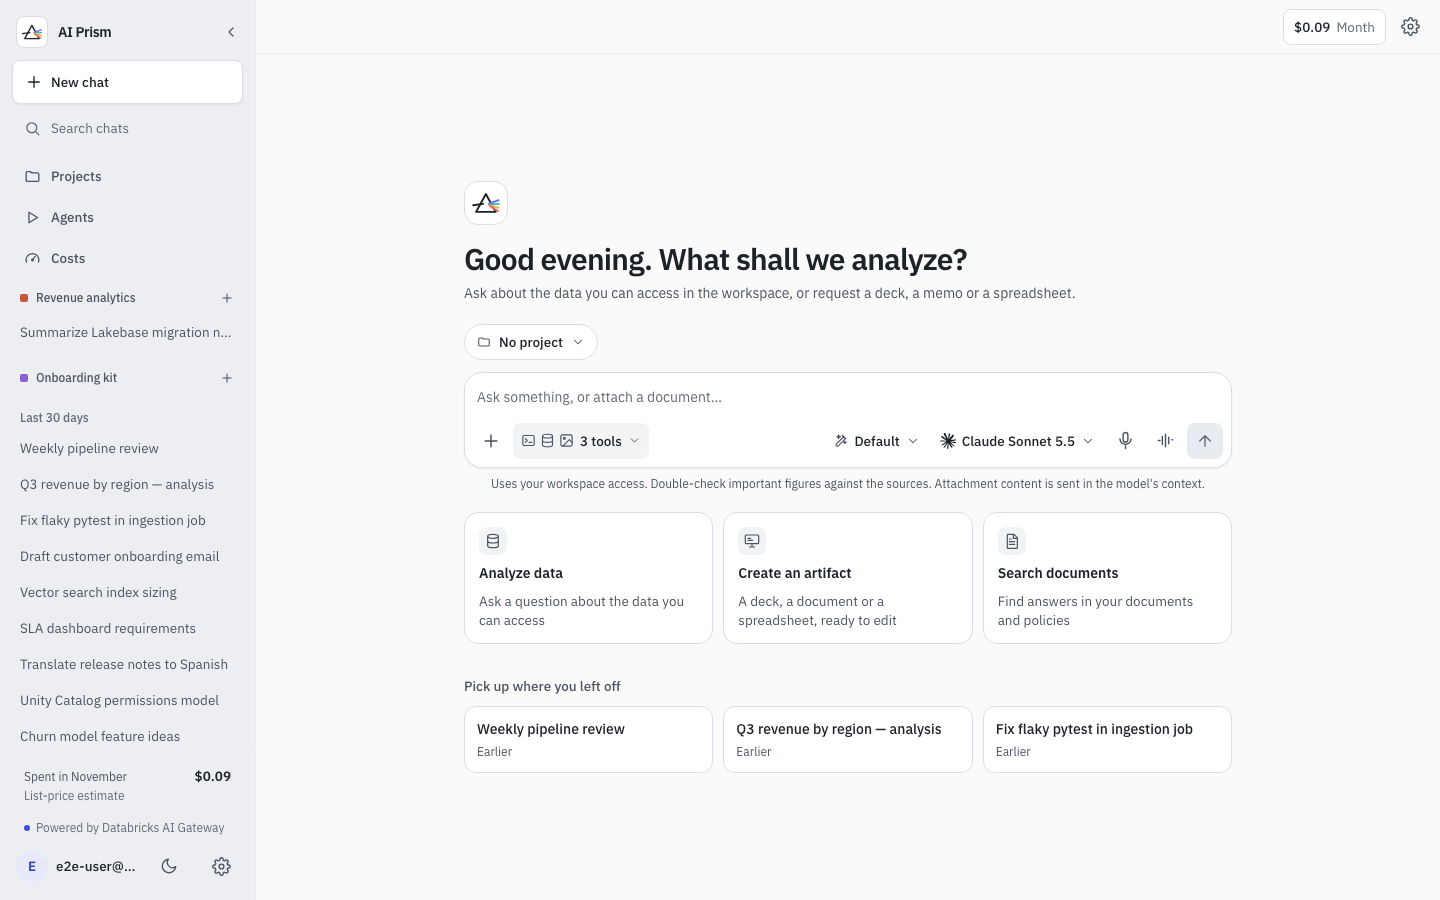 AI Prism
New chat
Search chats
Projects
Agents
Costs
Revenue analytics
Summarize Lakebase migration n...
Onboarding kit
Last 30 days
Weekly pipeline review
Q3 revenue by region — analysis
Fix flaky pytest in ingestion job
Draft customer onboarding email
Vector search index sizing
SLA dashboard requirements
Translate release notes to Spanish
Unity Catalog permissions model
Churn model feature ideas
Spent in November $0.09
List-price estimate
Powered by Databricks AI Gateway
E e2e-user@...
$0.09 Month
Good evening. What shall we analyze?
Ask about the data you can access in the workspace, or request a deck, a memo or a spreadsheet.
No project
Ask something, or attach a document...
3 tools Default Claude Sonnet 5.5
Uses your workspace access. Double-check important figures against the sources. Attachment content is sent in the model's context.
Analyze data
Ask a question about the data you
can access
Create an artifact
A deck, a document or a
spreadsheet, ready to edit
Search documents
Find answers in your documents
and policies
Pick up where you left off
Weekly pipeline review
Earlier
Q3 revenue by region — analysis
Earlier
Fix flaky pytest in ingestion job
Earlier